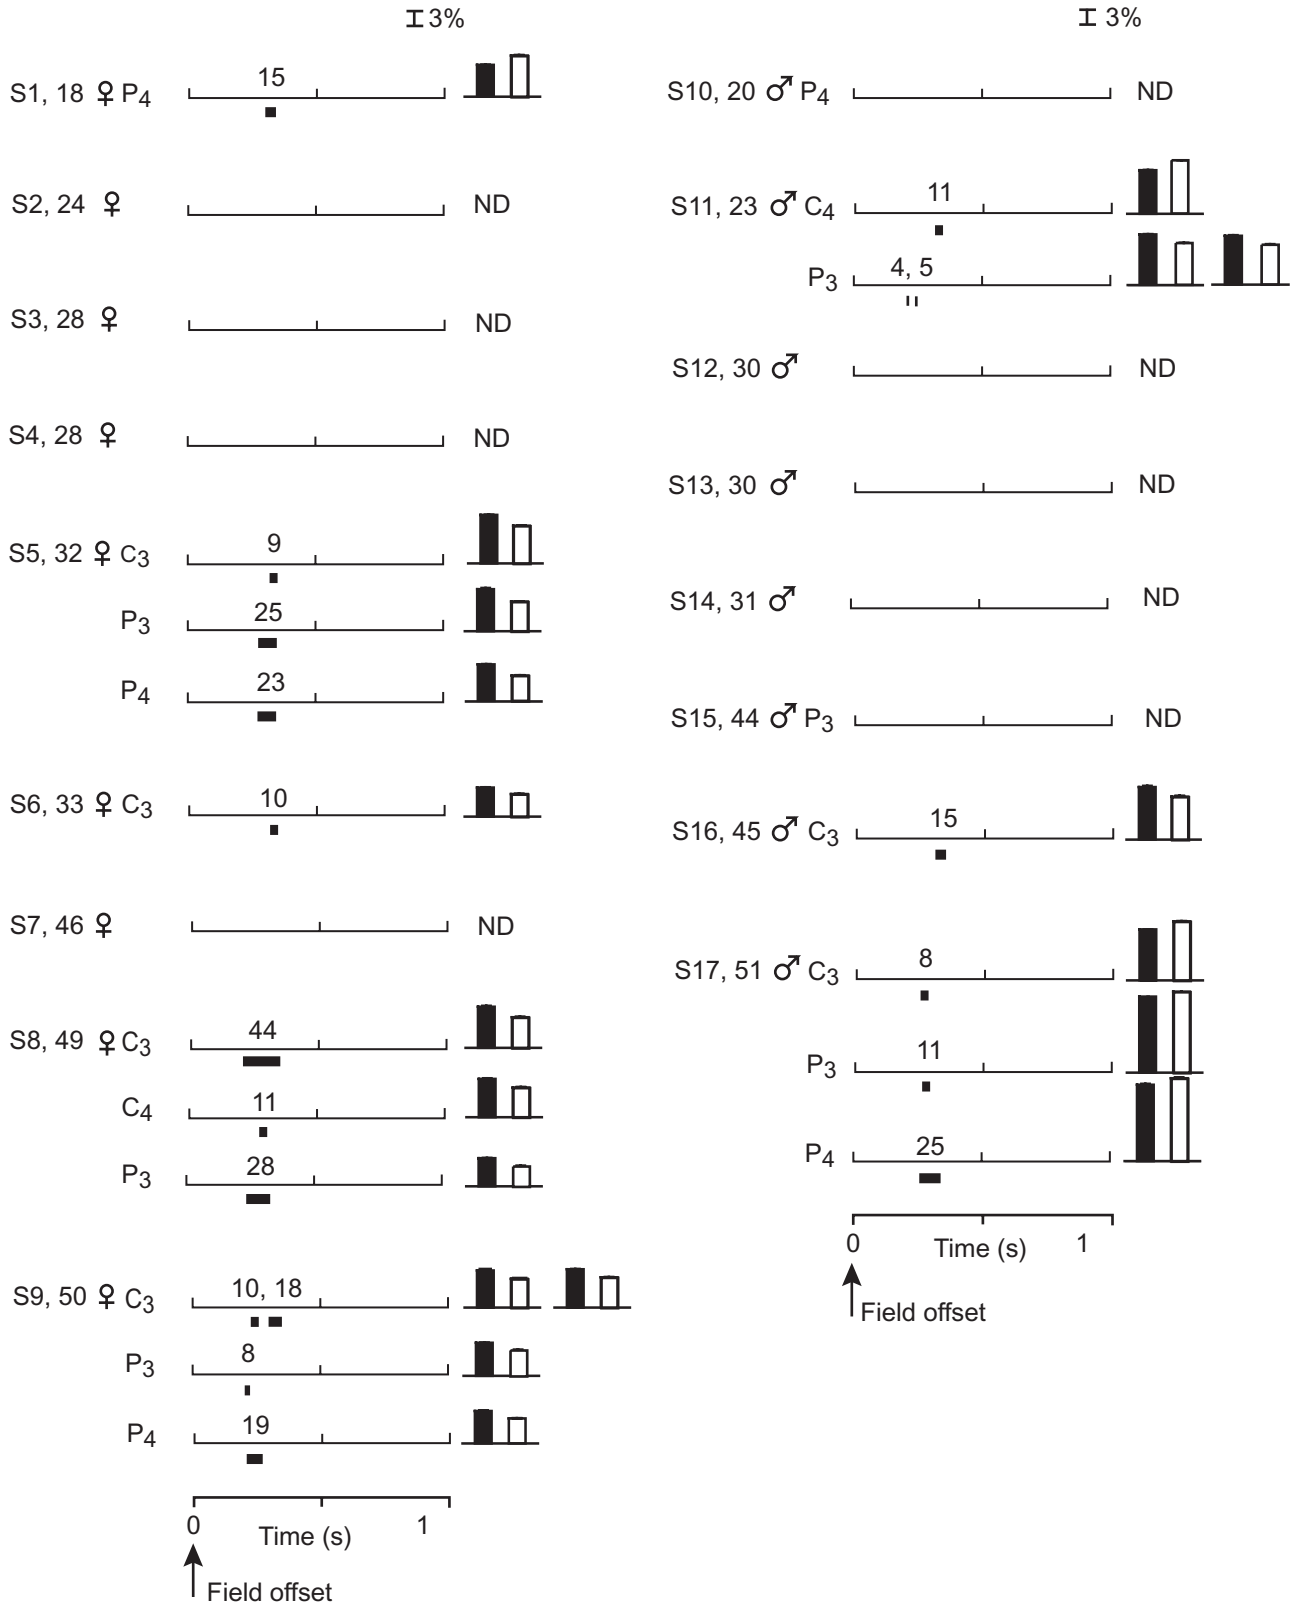 3%
S1, 18 ♀ P4
15
S2, 24 ♀
ND
S3, 28 ♀
ND
S4, 28 ♀
ND
S5, 32 ♀ C3
9
P3
25
P4
23
S6, 33 ♀ C3
10
S7, 46 ♀
ND
S8, 49 ♀ C3
44
C4
11
P3
28
S9, 50 ♀ C3
10, 18
P3
8
P4
19
0
Time (s)
1
Field offset
3%
S10, 20 ♂ P4
ND
S11, 23 ♂ C4
11
P3
4, 5
S12, 30 ♂
ND
S13, 30 ♂
ND
S14, 31 ♂
ND
S15, 44 ♂ P3
ND
S16, 45 ♂ C3
15
S17, 51 ♂ C3
8
P3
11
P4
25
0
Time (s)
1
Field offset